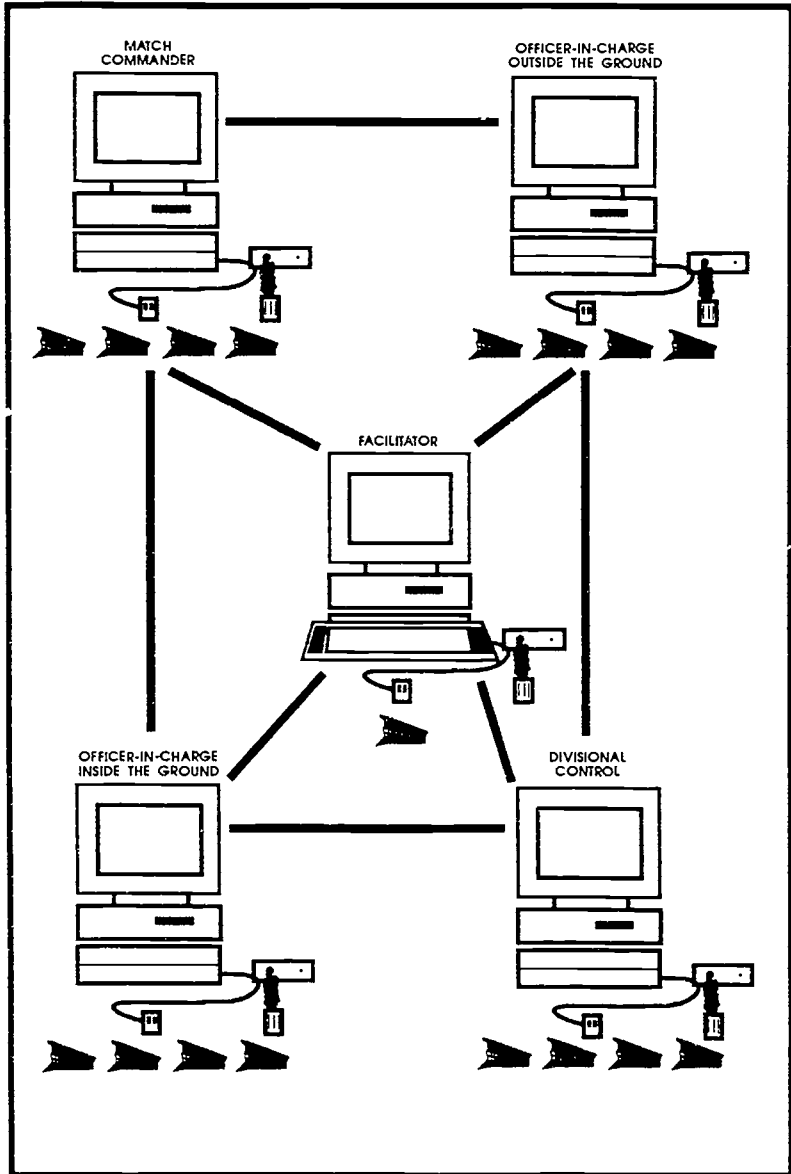 MATCH
COMMANDER
OFFICER-IN-CHARGE
OUTSIDE THE GROUND
FACILITATOR
OFFICER-IN-CHARGE
INSIDE THE GROUND
DIVISIONAL
CONTROL